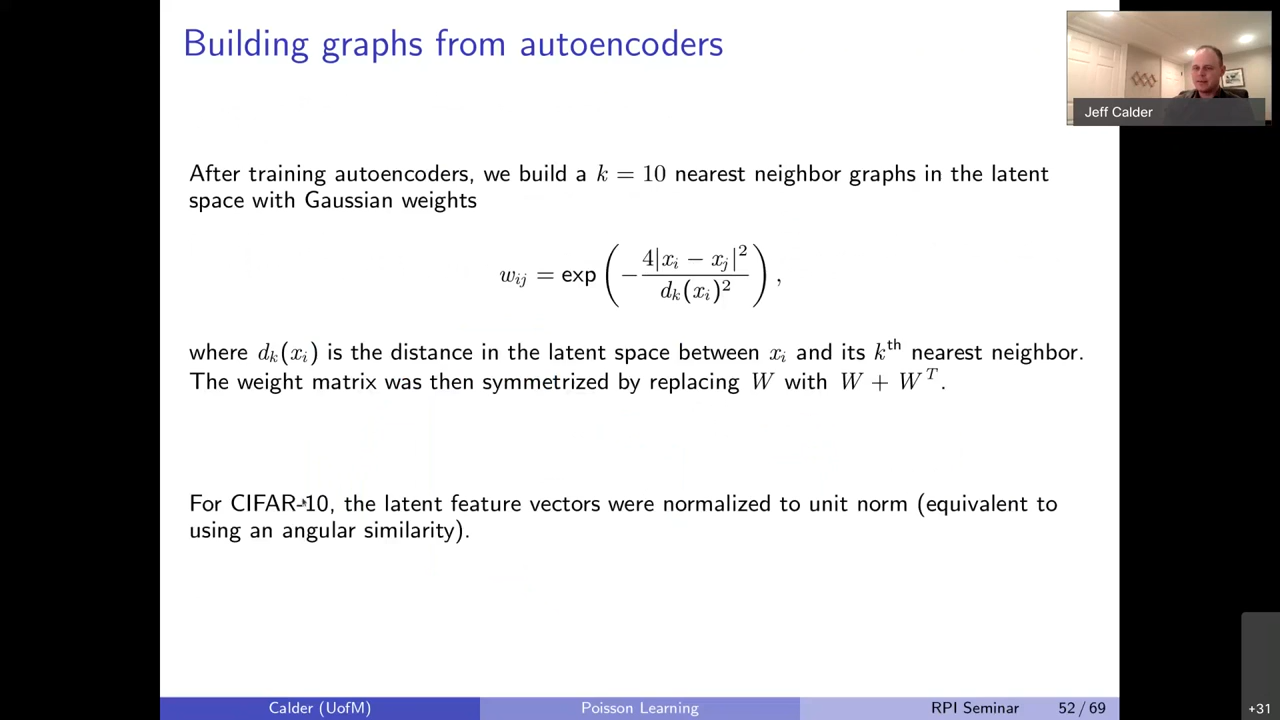 Building graphs from autoencoders
Jeff Calder
After training autoencoders, we build a k = 10 nearest neighbor graphs in the latent
space with Gaussian weights
w_{ij} = exp ( − 4|x_i − x_j|^2 / d_k(x_i)^2 ) ,
where d_k(x_i) is the distance in the latent space between x_i and its k^{th} nearest neighbor.
The weight matrix was then symmetrized by replacing W with W + W^T.
For CIFAR-10, the latent feature vectors were normalized to unit norm (equivalent to
using an angular similarity).
Calder (UofM) Poisson Learning RPI Seminar 52 / 69
+31